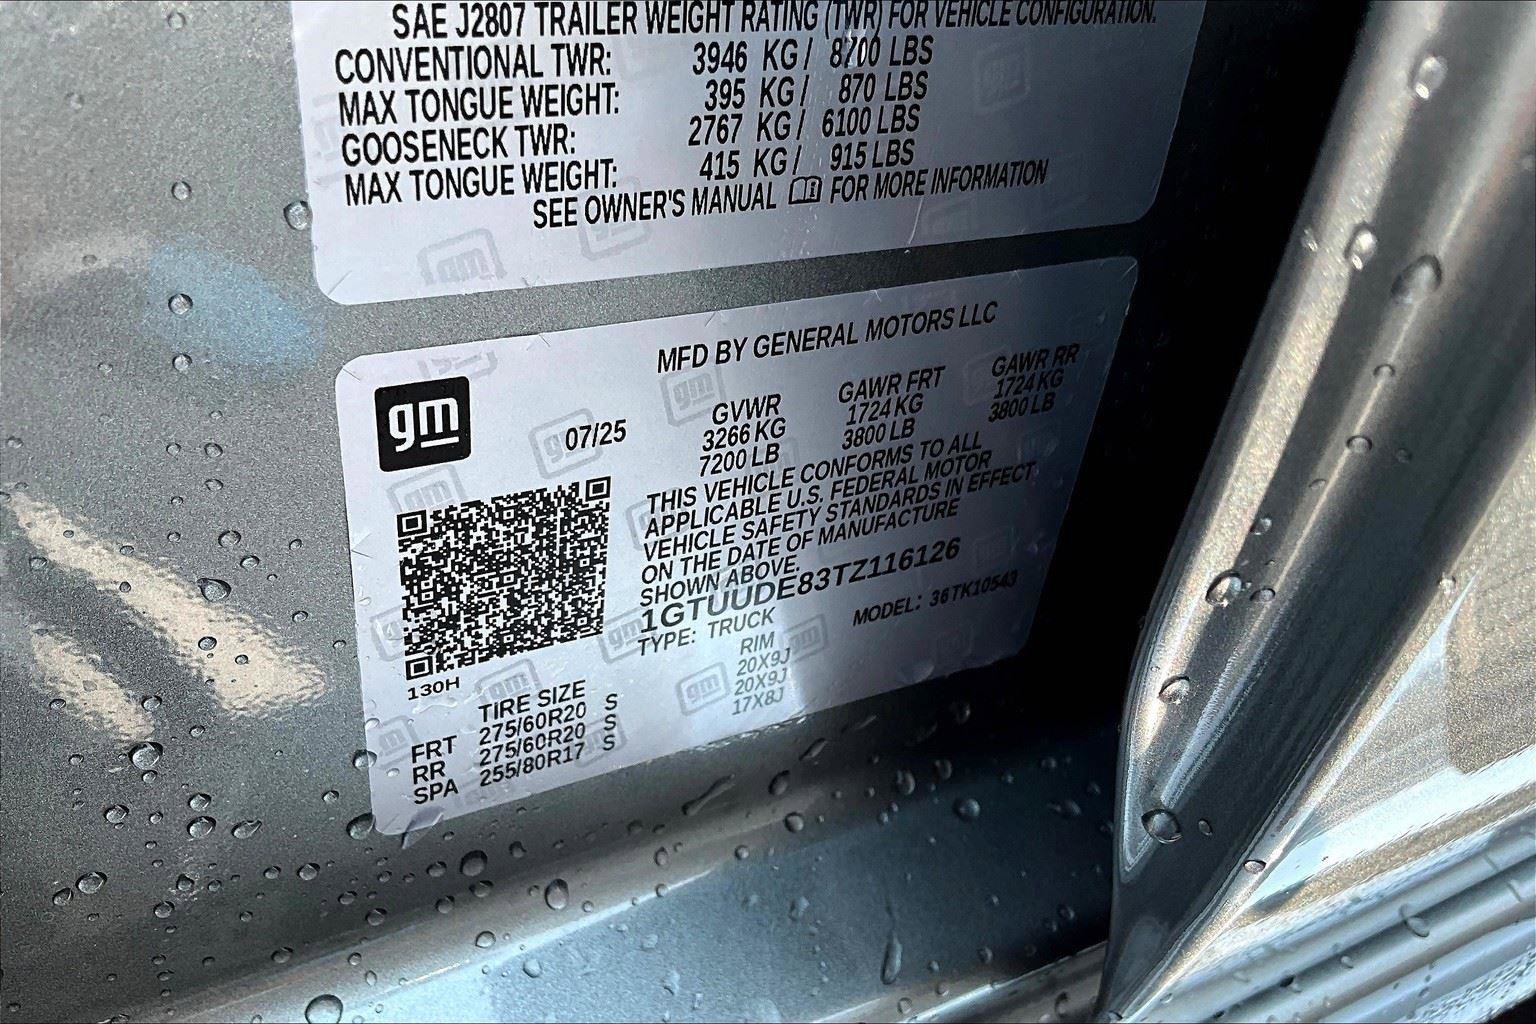 SAE J2807 TRAILER WEIGHT RATING (TWR) FOR VEHICLE CONFIGURATION.
CONVENTIONAL TWR: 3946 KG / 8700 LBS
MAX TONGUE WEIGHT: 395 KG / 870 LBS
GOOSENECK TWR: 2767 KG / 6100 LBS
MAX TONGUE WEIGHT: 415 KG / 915 LBS
SEE OWNER'S MANUAL FOR MORE INFORMATION
MFD BY GENERAL MOTORS LLC
gm
07/25
GVWR GAWR FRT GAWR RR
3266 KG 1724 KG 1724 KG
7200 LB 3800 LB 3800 LB
THIS VEHICLE CONFORMS TO ALL
APPLICABLE U.S. FEDERAL MOTOR
VEHICLE SAFETY STANDARDS IN EFFECT
ON THE DATE OF MANUFACTURE
SHOWN ABOVE.
1GTUUDE83TZ116126
TYPE: TRUCK MODEL: 36TK10543
130H
TIRE SIZE RIM
FRT 275/60R20 S 20X9J
RR 275/60R20 S 20X9J
SPA 255/80R17 S 17X8J